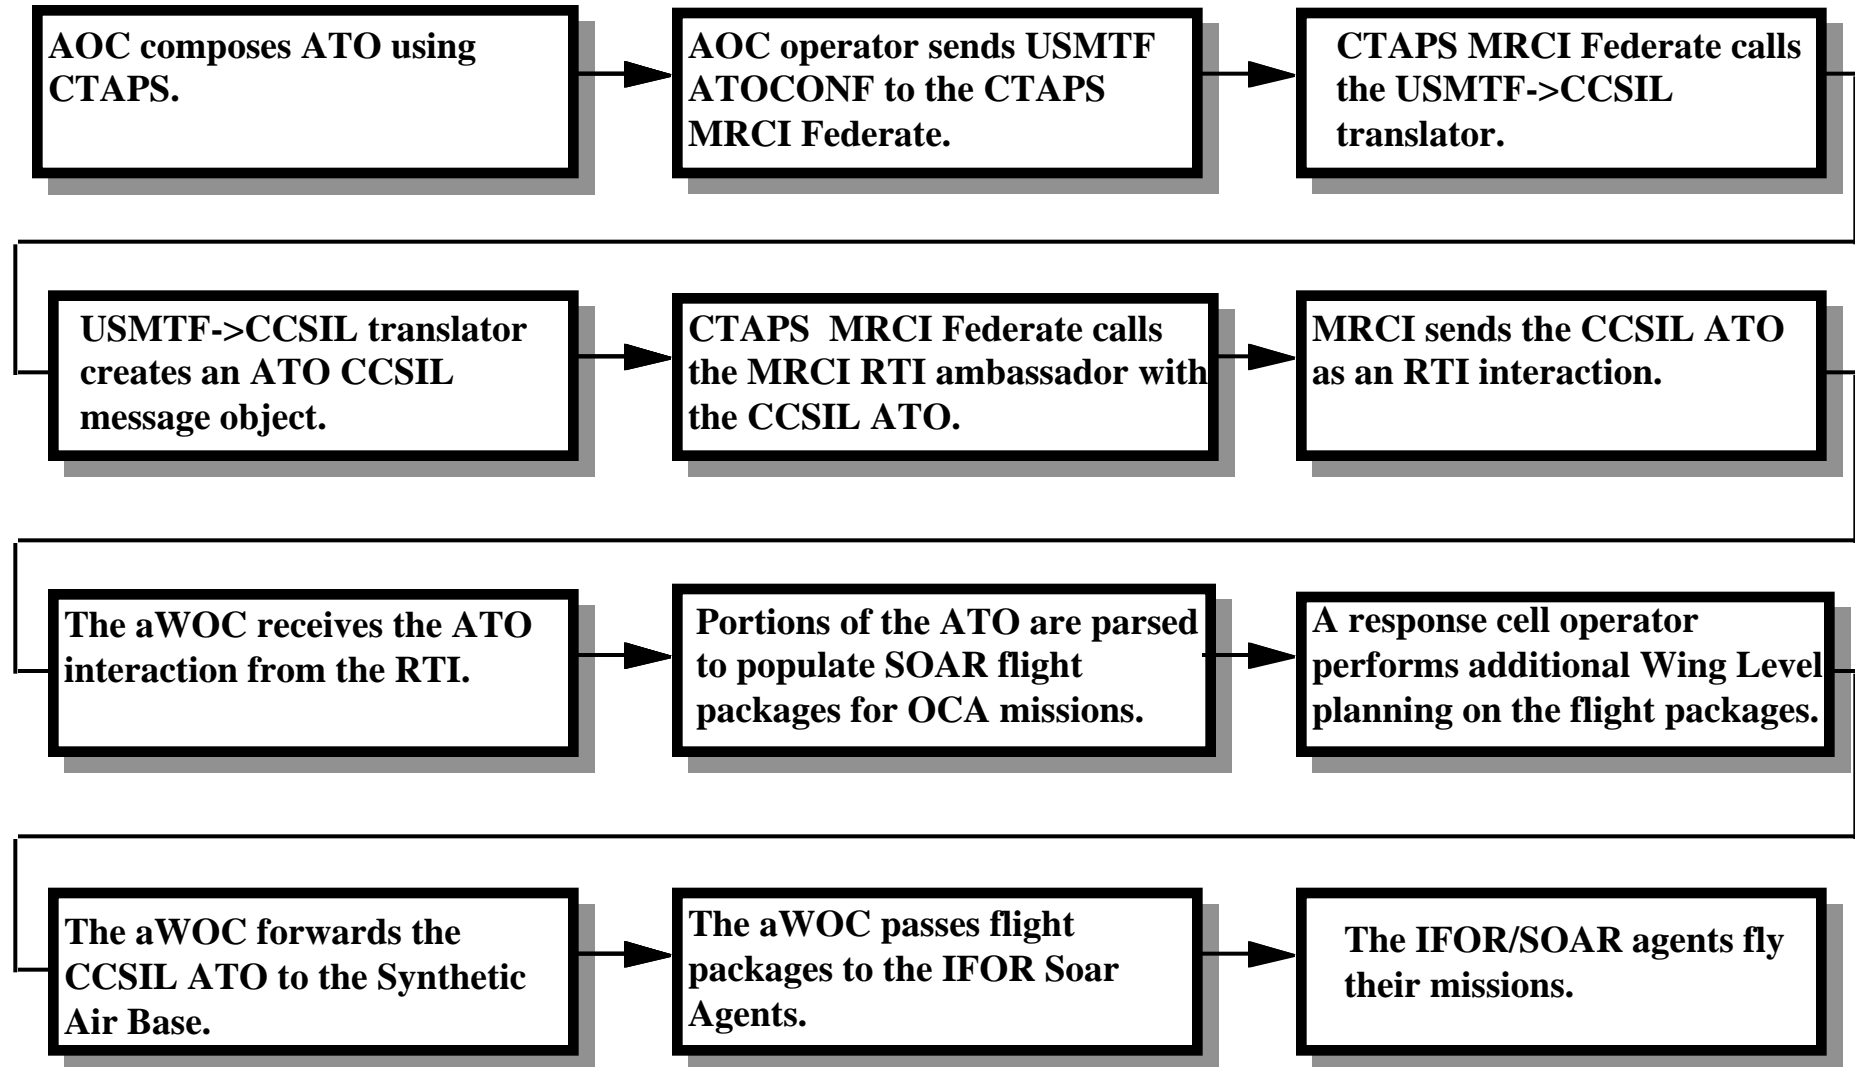 AOC composes ATO using
CTAPS.
AOC operator sends USMTF
ATOCONF to the CTAPS
MRCI Federate.
CTAPS MRCI Federate calls
the USMTF->CCSIL
translator.
USMTF->CCSIL translator
creates an ATO CCSIL
message object.
CTAPS  MRCI Federate calls
the MRCI RTI ambassador with
the CCSIL ATO.
MRCI sends the CCSIL ATO
as an RTI interaction.
The aWOC receives the ATO
interaction from the RTI.
Portions of the ATO are parsed
to populate SOAR flight
packages for OCA missions.
A response cell operator
performs additional Wing Level
planning on the flight packages.
The aWOC forwards the
CCSIL ATO to the Synthetic
Air Base.
The aWOC passes flight
packages to the IFOR Soar
Agents.
The IFOR/SOAR agents fly
their missions.